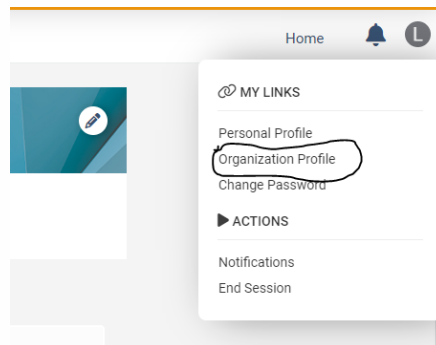 Home
L
MY LINKS
Personal Profile
Organization Profile
Change Password
ACTIONS
Notifications
End Session